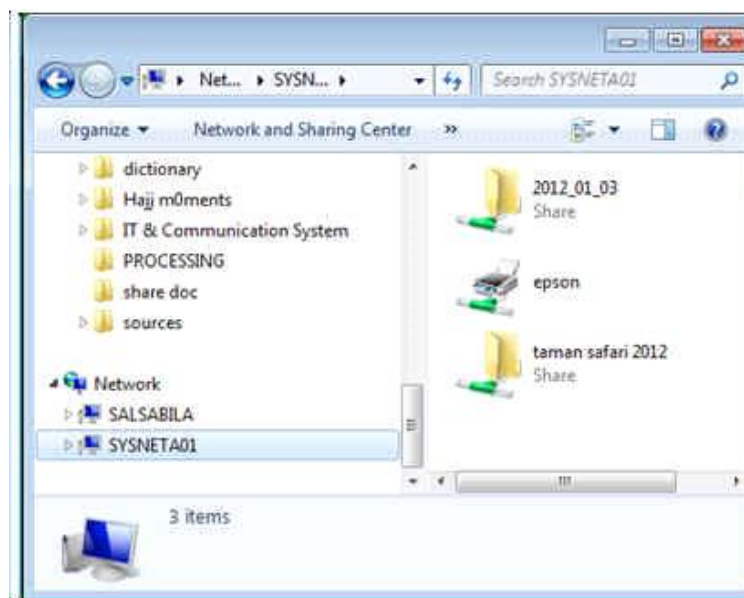 Net... SYSN... Search SYSNETA01
Organize Network and Sharing Center »
dictionary
Hajj m0ments
IT & Communication System
PROCESSING
share doc
sources
Network
SALSABILA
SYSNETA01
2012_01_03
Share
epson
taman safari 2012
Share
3 items